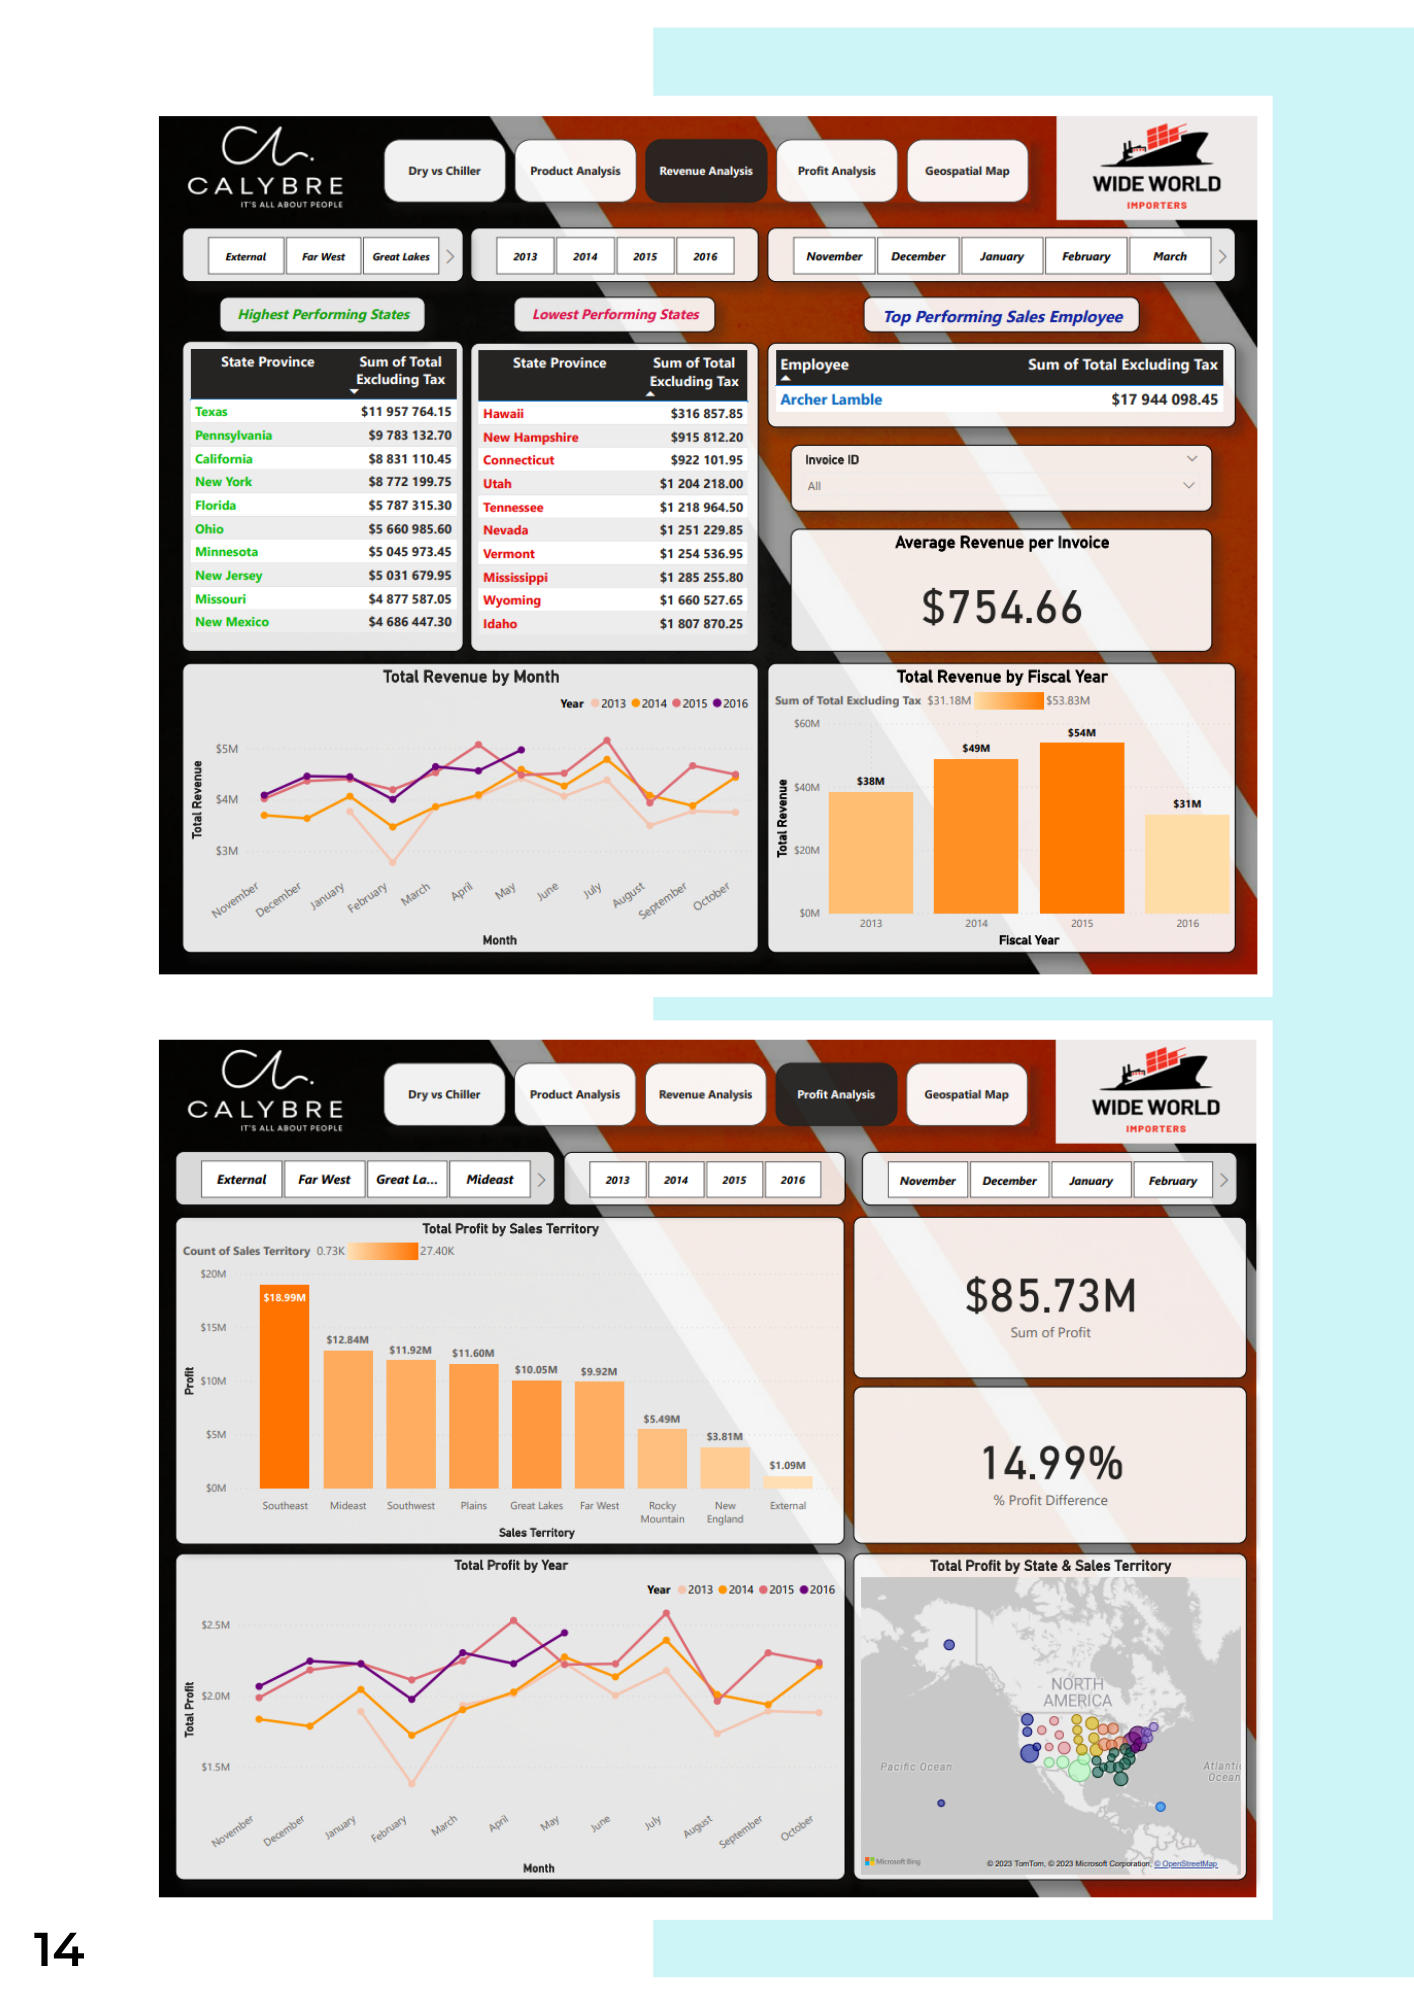 CALYBRE
IT'S ALL ABOUT PEOPLE
Dry vs Chiller
Product Analysis
Revenue Analysis
Profit Analysis
Geospatial Map
WIDE WORLD
IMPORTERS
External
Far West
Great Lakes
2013
2014
2015
2016
November
December
January
February
March
Highest Performing States
Lowest Performing States
Top Performing Sales Employee
State Province Sum of Total
Excluding Tax
Texas $11 957 764.15
Pennsylvania $9 783 132.70
California $8 831 110.45
New York $8 772 199.75
Florida $5 787 315.30
Ohio $5 660 985.60
Minnesota $5 045 973.45
New Jersey $5 031 679.95
Missouri $4 877 587.05
New Mexico $4 686 447.30
State Province Sum of Total
Excluding Tax
Hawaii $316 857.85
New Hampshire $915 812.20
Connecticut $922 101.95
Utah $1 204 218.00
Tennessee $1 218 964.50
Nevada $1 251 229.85
Vermont $1 254 536.95
Mississippi $1 285 255.80
Wyoming $1 660 527.65
Idaho $1 807 870.25
Employee Sum of Total Excluding Tax
Archer Lamble $17 944 098.45
Invoice ID
All
Average Revenue per Invoice
$754.66
Total Revenue by Month
Year 2013 2014 2015 2016
Total Revenue
$5M
$4M
$3M
November December January February March April May June July August September October
Month
Total Revenue by Fiscal Year
Sum of Total Excluding Tax $31.18M $53.83M
Total Revenue
$60M
$40M
$20M
$0M
$38M
$49M
$54M
$31M
2013 2014 2015 2016
Fiscal Year
CALYBRE
IT'S ALL ABOUT PEOPLE
Dry vs Chiller
Product Analysis
Revenue Analysis
Profit Analysis
Geospatial Map
WIDE WORLD
IMPORTERS
External
Far West
Great La...
Mideast
2013
2014
2015
2016
November
December
January
February
Total Profit by Sales Territory
Count of Sales Territory 0.73K 27.40K
Profit
$20M
$15M
$10M
$5M
$0M
$18.99M
$12.84M
$11.92M
$11.60M
$10.05M
$9.92M
$5.49M
$3.81M
$1.09M
Southeast
Mideast
Southwest
Plains
Great Lakes
Far West
Rocky
Mountain
New
England
External
Sales Territory
$85.73M
Sum of Profit
14.99%
% Profit Difference
Total Profit by Year
Year 2013 2014 2015 2016
Total Profit
$2.5M
$2.0M
$1.5M
November December January February March April May June July August September October
Month
Total Profit by State & Sales Territory
NORTH
AMERICA
Pacific Ocean
Atlantic
Ocean
Microsoft Bing
© 2023 TomTom, © 2023 Microsoft Corporation, © OpenStreetMap
14